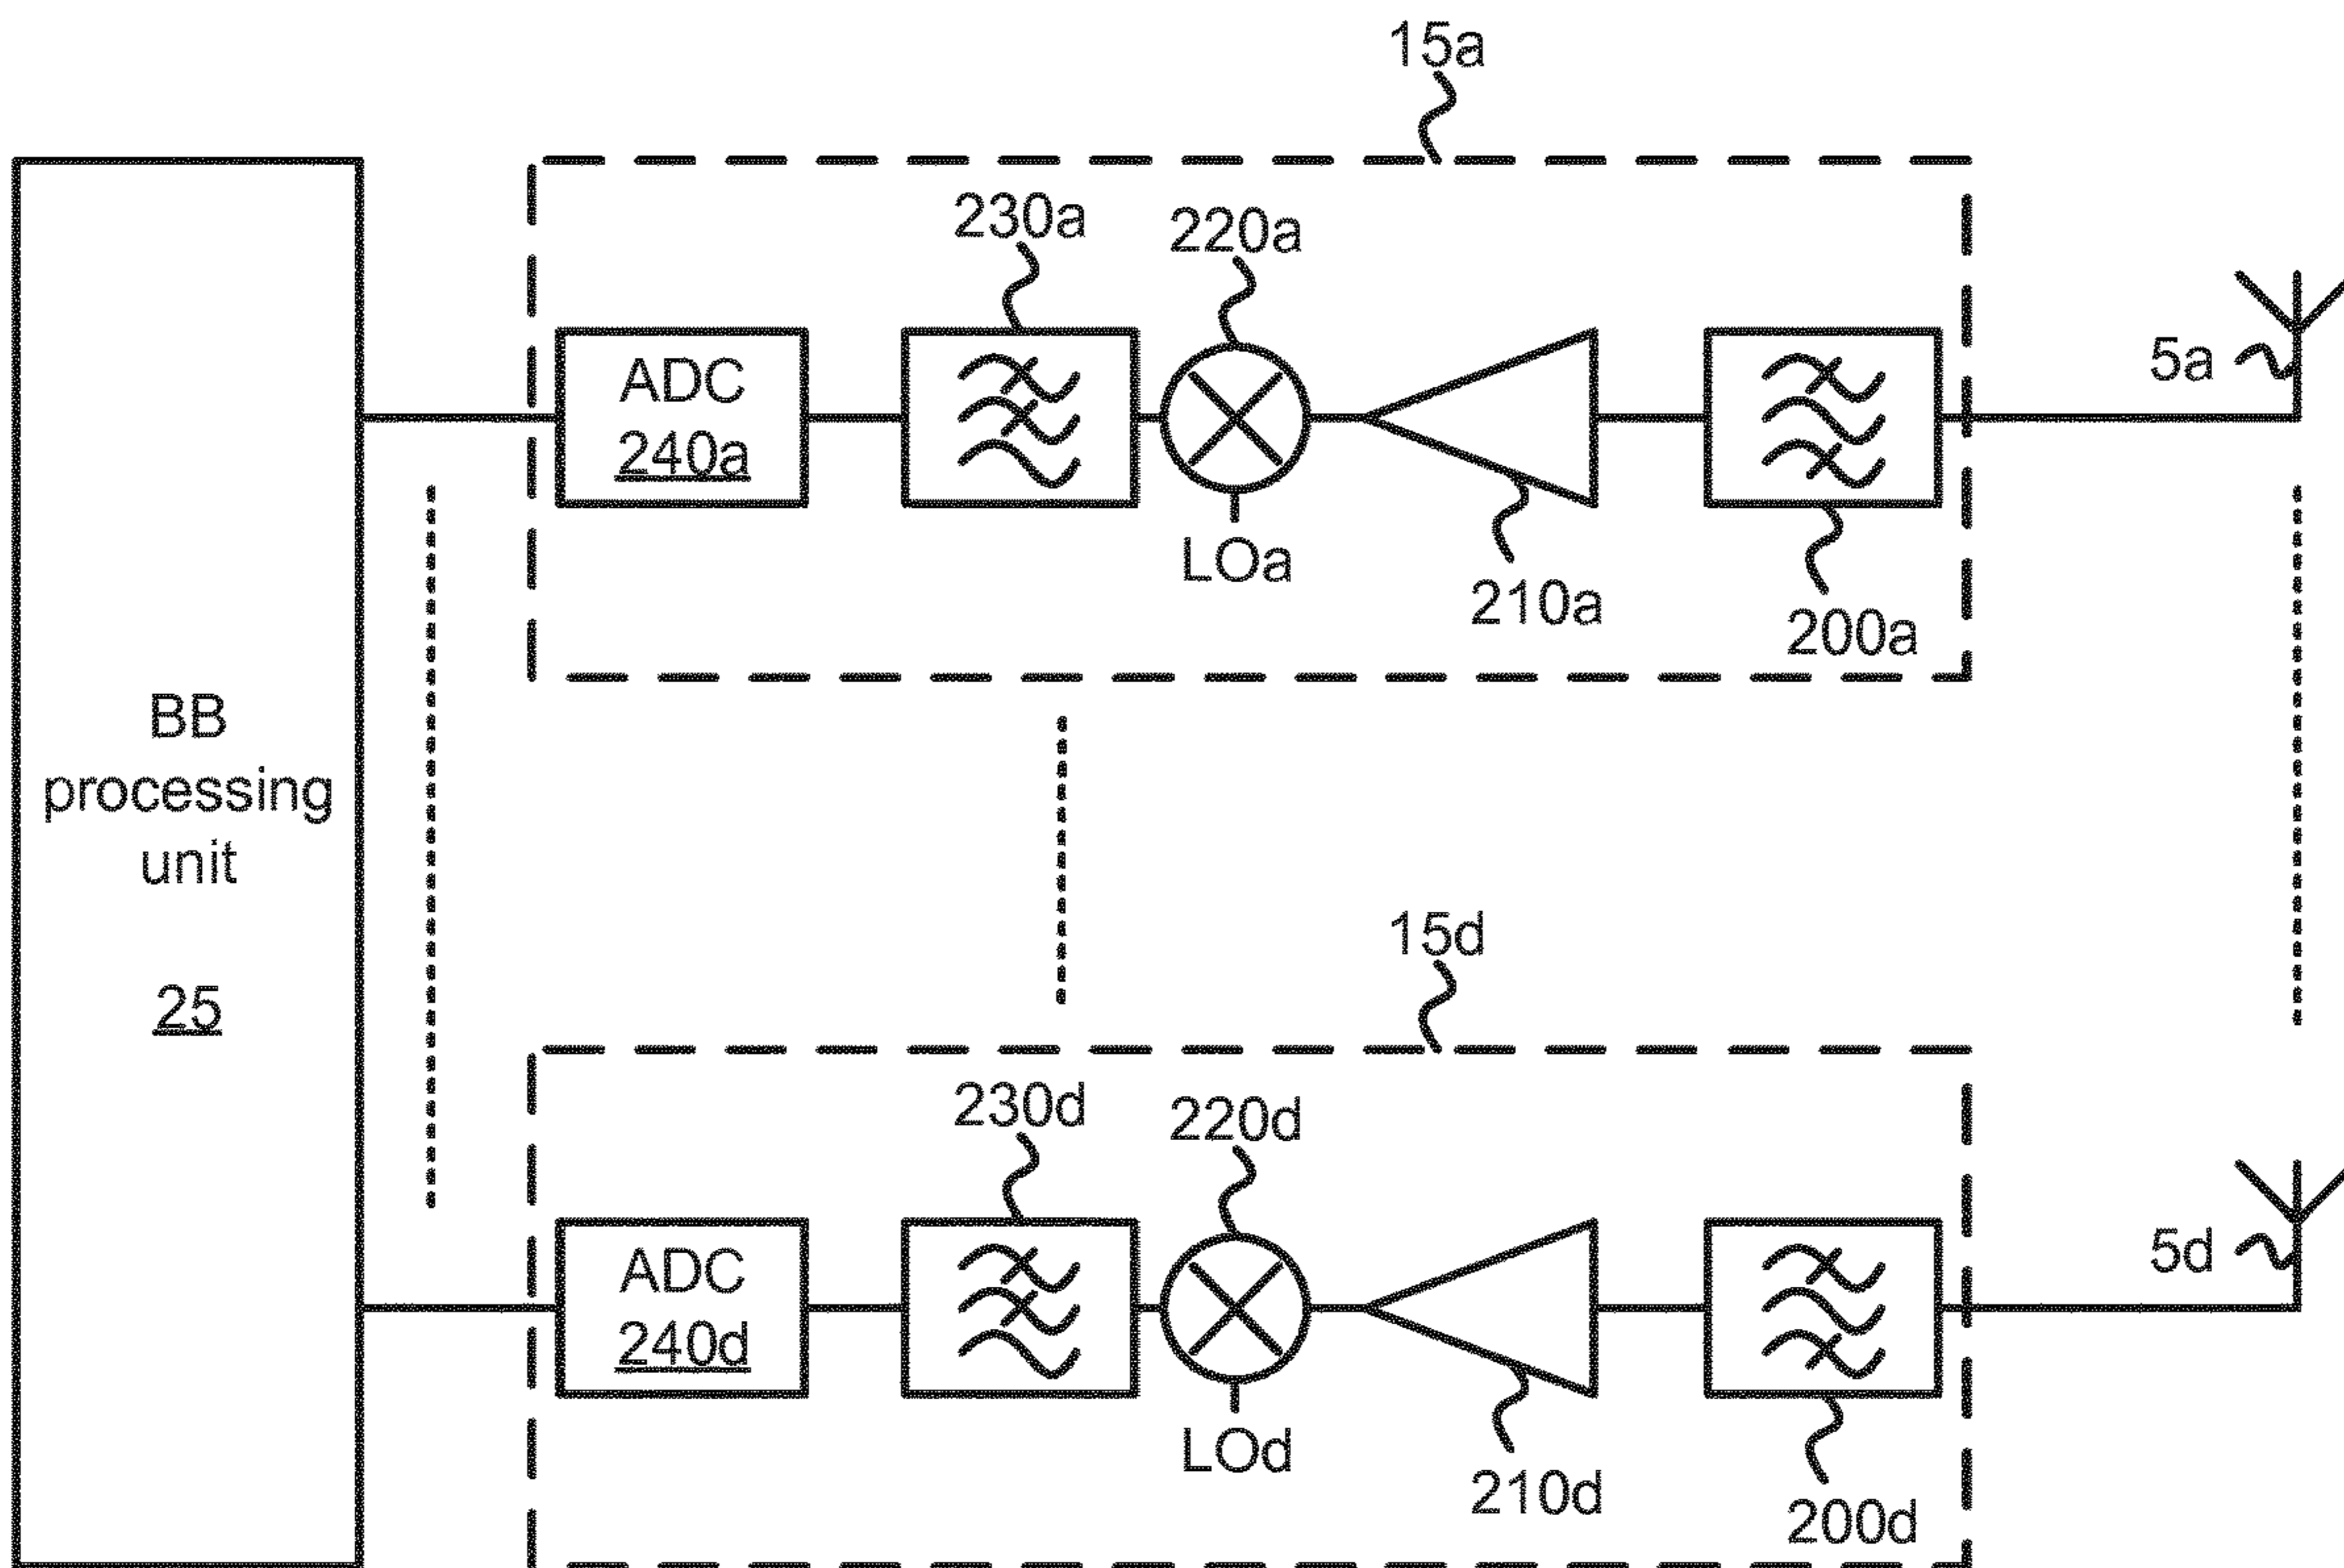 15a
230a
220a
5a
ADC
240a
LOa
210a
200a
BB
processing
unit
25
15d
230d
220d
5d
ADC
240d
LOd
210d
200d